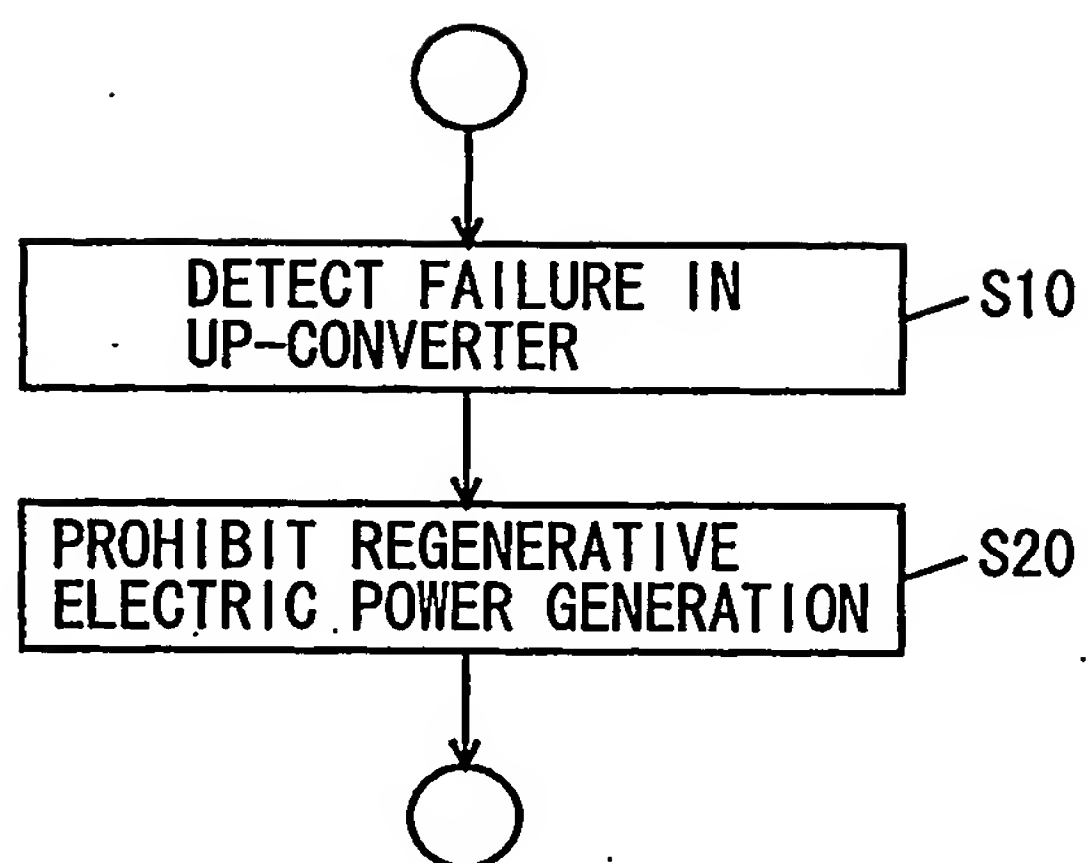 DETECT FAILURE IN
UP-CONVERTER
S10
PROHIBIT REGENERATIVE
ELECTRIC POWER GENERATION
S20